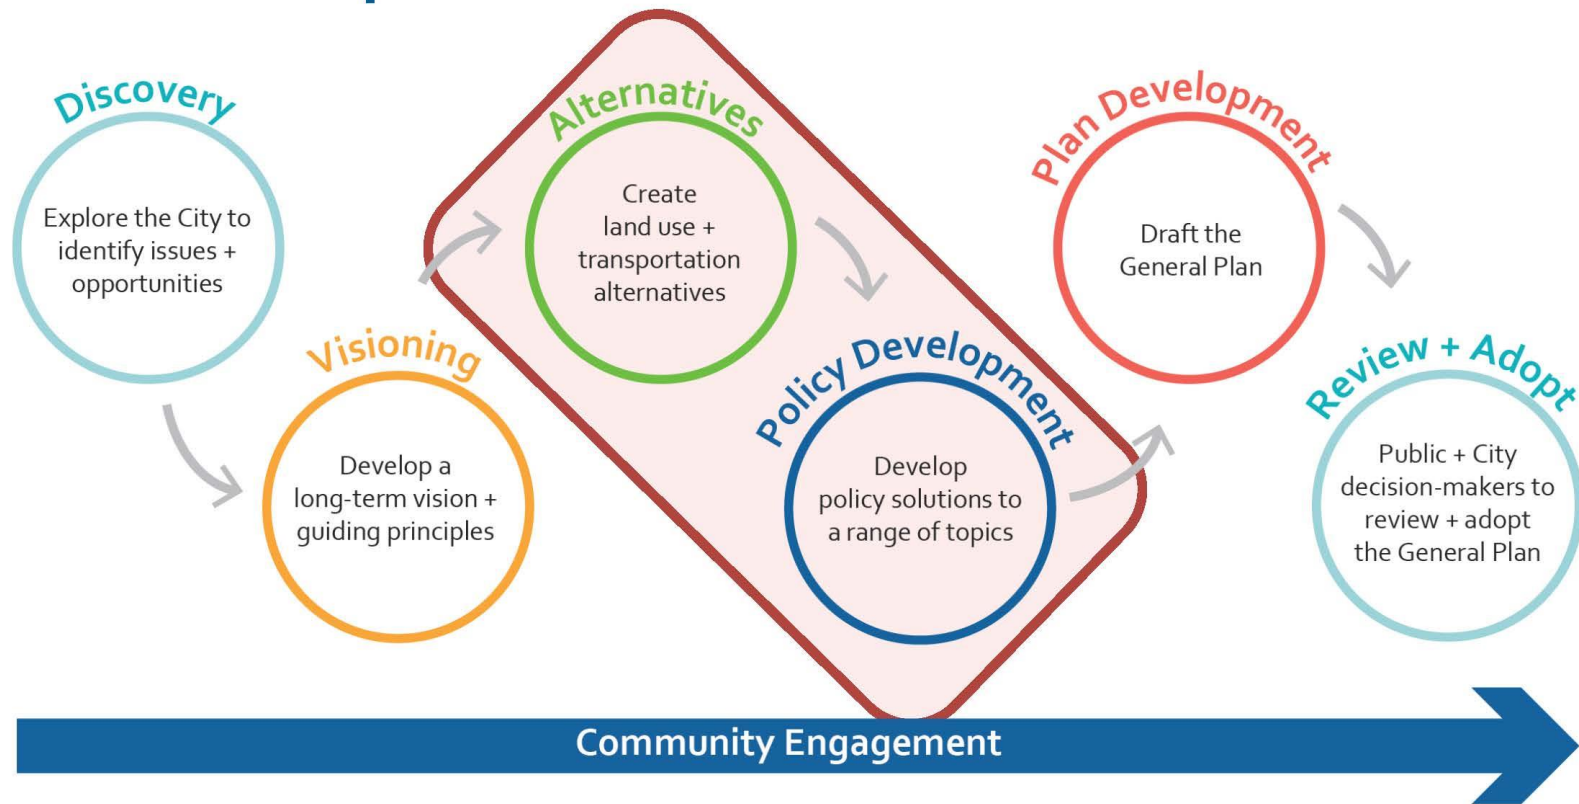 Discovery
Explore the City to
identify issues +
opportunities
Visioning
Develop a
long-term vision +
guiding principles
Alternatives
Create
land use +
transportation
alternatives
Policy Development
Develop
policy solutions to
a range of topics
Plan Development
Draft the
General Plan
Review + Adopt
Public + City
decision-makers to
review + adopt
the General Plan
Community Engagement